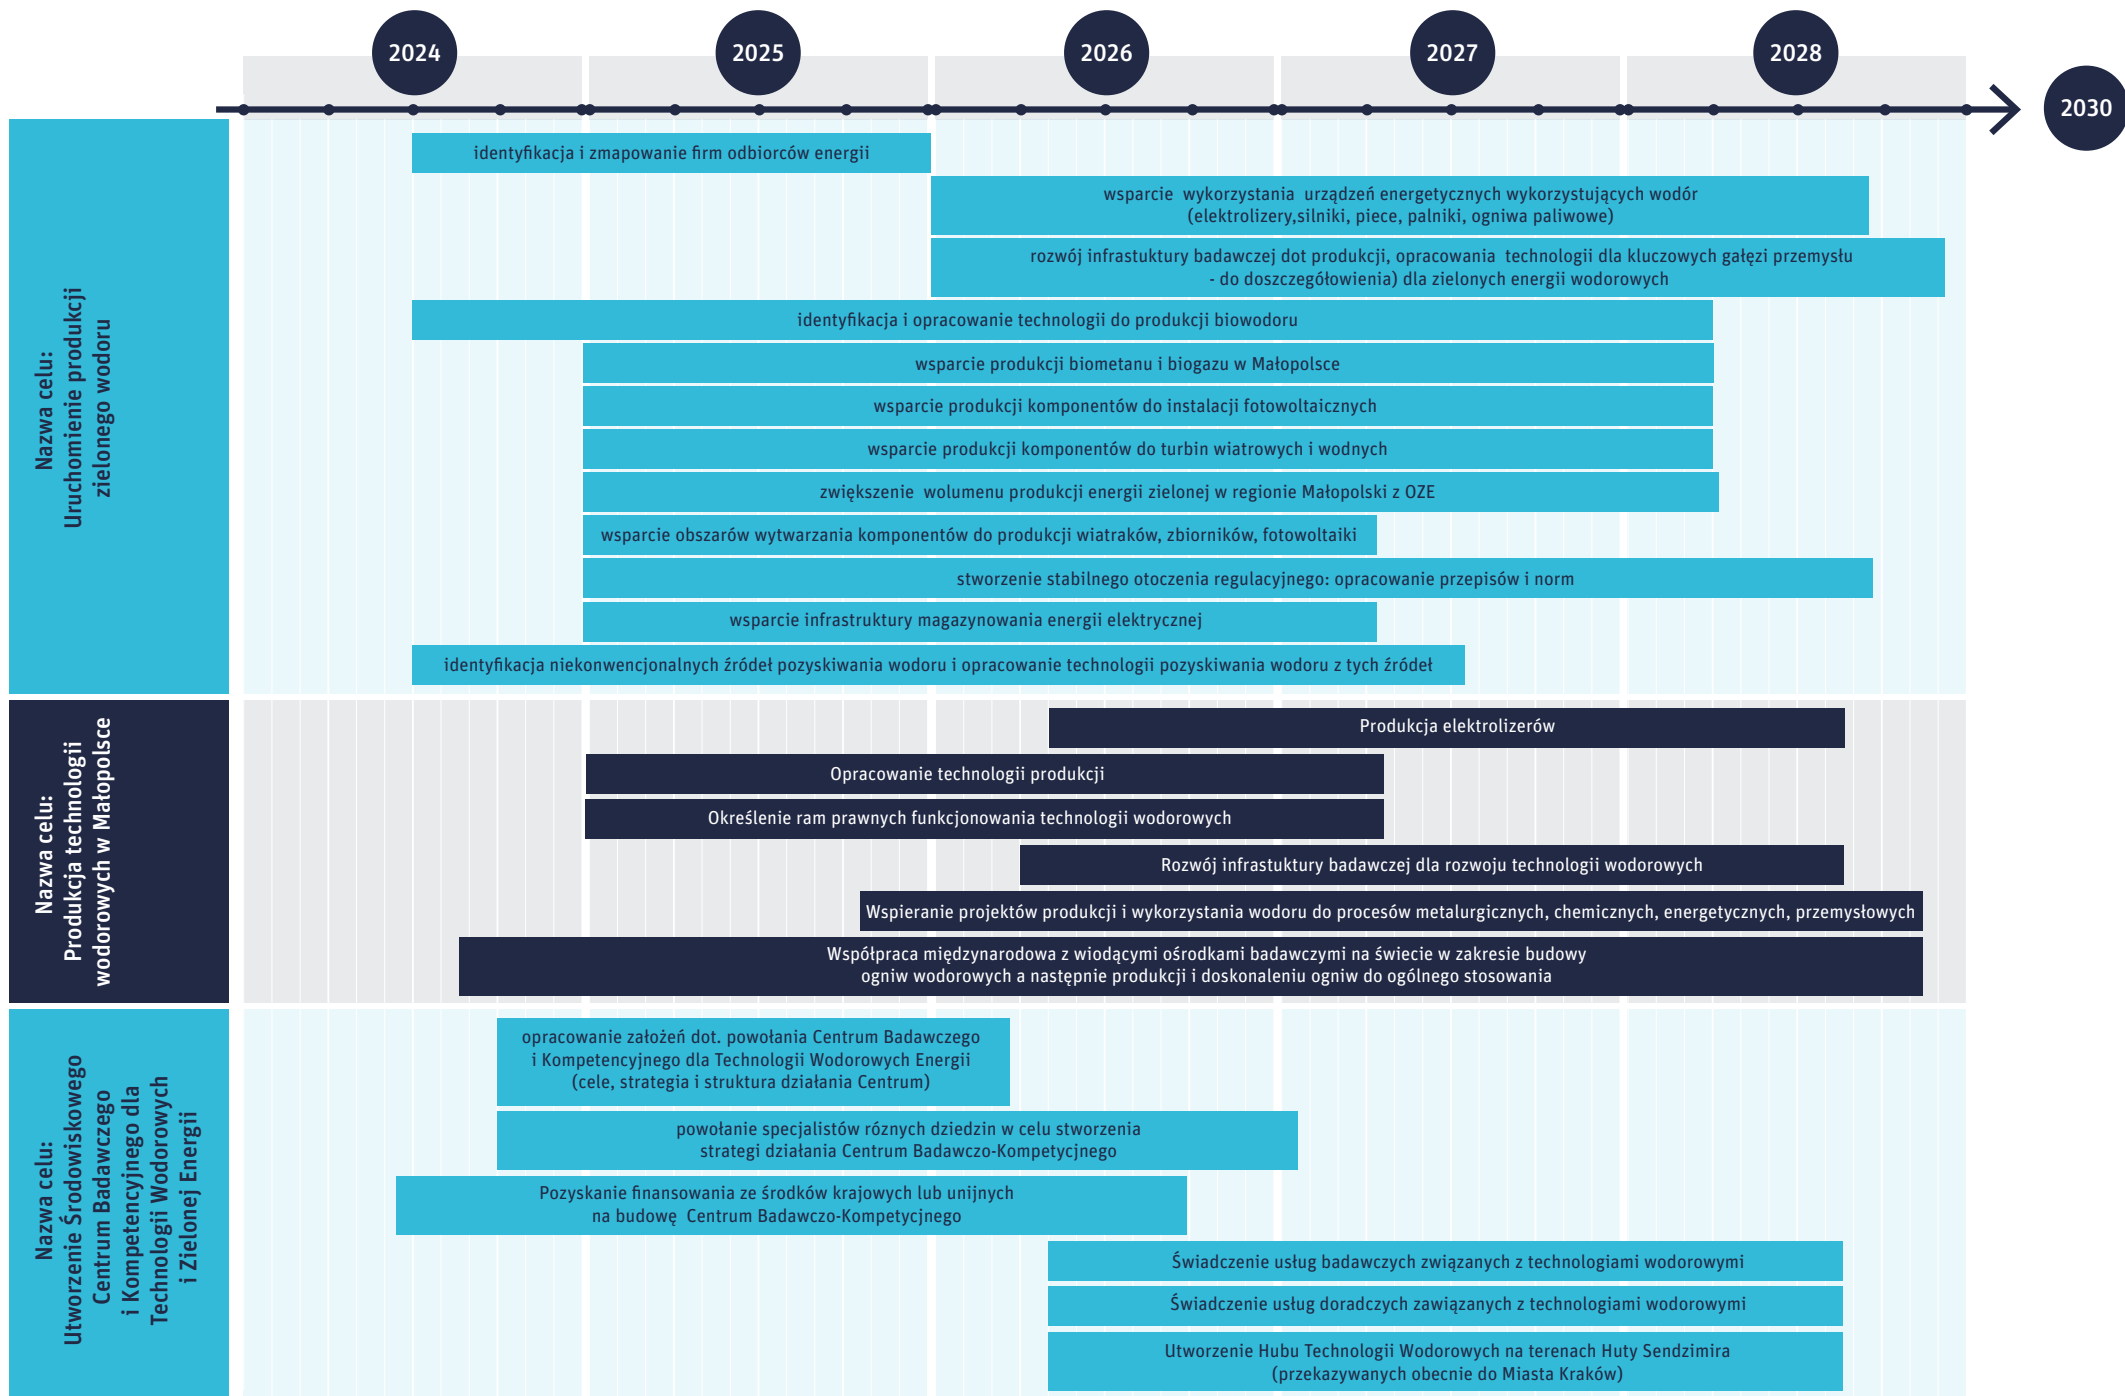 2024
2025
2026
2027
2028
2030
Nazwa celu:
Uruchomienie produkcji
zielonego wodoru
identyfikacja i zmapowanie firm odbiorców energii
wsparcie wykorzystania urządzeń energetycznych wykorzystujących wodór
(elektrolizery,silniki, piece, palniki, ogniwa paliwowe)
rozwój infrastuktury badawczej dot produkcji, opracowania technologii dla kluczowych gałęzi przemysłu
- do doszczegółowienia) dla zielonych energii wodorowych
identyfikacja i opracowanie technologii do produkcji biowodoru
wsparcie produkcji biometanu i biogazu w Małopolsce
wsparcie produkcji komponentów do instalacji fotowoltaicznych
wsparcie produkcji komponentów do turbin wiatrowych i wodnych
zwiększenie wolumenu produkcji energii zielonej w regionie Małopolski z OZE
wsparcie obszarów wytwarzania komponentów do produkcji wiatraków, zbiorników, fotowoltaiki
stworzenie stabilnego otoczenia regulacyjnego: opracowanie przepisów i norm
wsparcie infrastruktury magazynowania energii elektrycznej
identyfikacja niekonwencjonalnych źródeł pozyskiwania wodoru i opracowanie technologii pozyskiwania wodoru z tych źródeł
Nazwa celu:
Produkcja technologii
wodorowych w Małopolsce
Produkcja elektrolizerów
Opracowanie technologii produkcji
Określenie ram prawnych funkcjonowania technologii wodorowych
Rozwój infrastuktury badawczej dla rozwoju technologii wodorowych
Wspieranie projektów produkcji i wykorzystania wodoru do procesów metalurgicznych, chemicznych, energetycznych, przemysłowych
Współpraca międzynarodowa z wiodącymi ośrodkami badawczymi na świecie w zakresie budowy
ogniw wodorowych a następnie produkcji i doskonaleniu ogniw do ogólnego stosowania
Nazwa celu:
Utworzenie Środowiskowego
Centrum Badawczego
i Kompetencyjnego dla
Technologii Wodorowych
i Zielonej Energii
opracowanie założeń dot. powołania Centrum Badawczego
i Kompetencyjnego dla Technologii Wodorowych Energii
(cele, strategia i struktura działania Centrum)
powołanie specjalistów róznych dziedzin w celu stworzenia
strategi działania Centrum Badawczo-Kompetycjnego
Pozyskanie finansowania ze środków krajowych lub unijnych
na budowę Centrum Badawczo-Kompetycjnego
Świadczenie usług badawczych związanych z technologiami wodorowymi
Świadczenie usług doradczych zawiązanych z technologiami wodorowymi
Utworzenie Hubu Technologii Wodorowych na terenach Huty Sendzimira
(przekazywanych obecnie do Miasta Kraków)